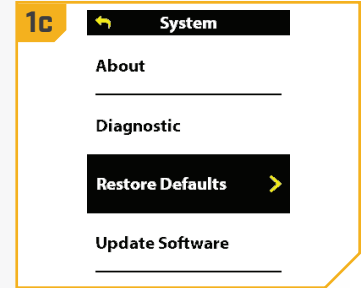 1c
System
About
Diagnostic
Restore Defaults
Update Software